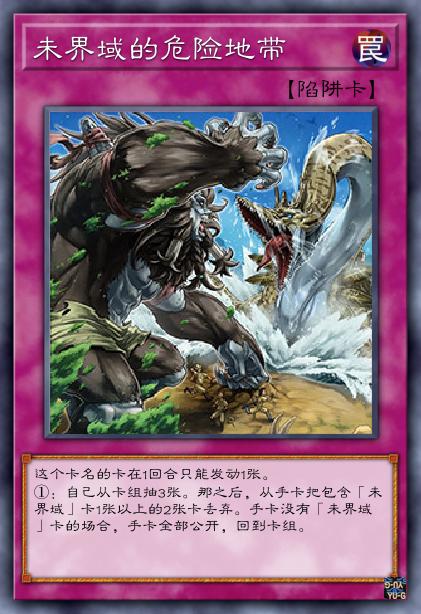 未界域的危险地带
罠
【陷阱卡】
这个卡名的卡在1回合只能发动1张。
①：自己从卡组抽3张。那之后，从手卡把包含「未
界域」卡1张以上的2张卡丢弃。手卡没有「未界域
」卡的场合，手卡全部公开，回到卡组。